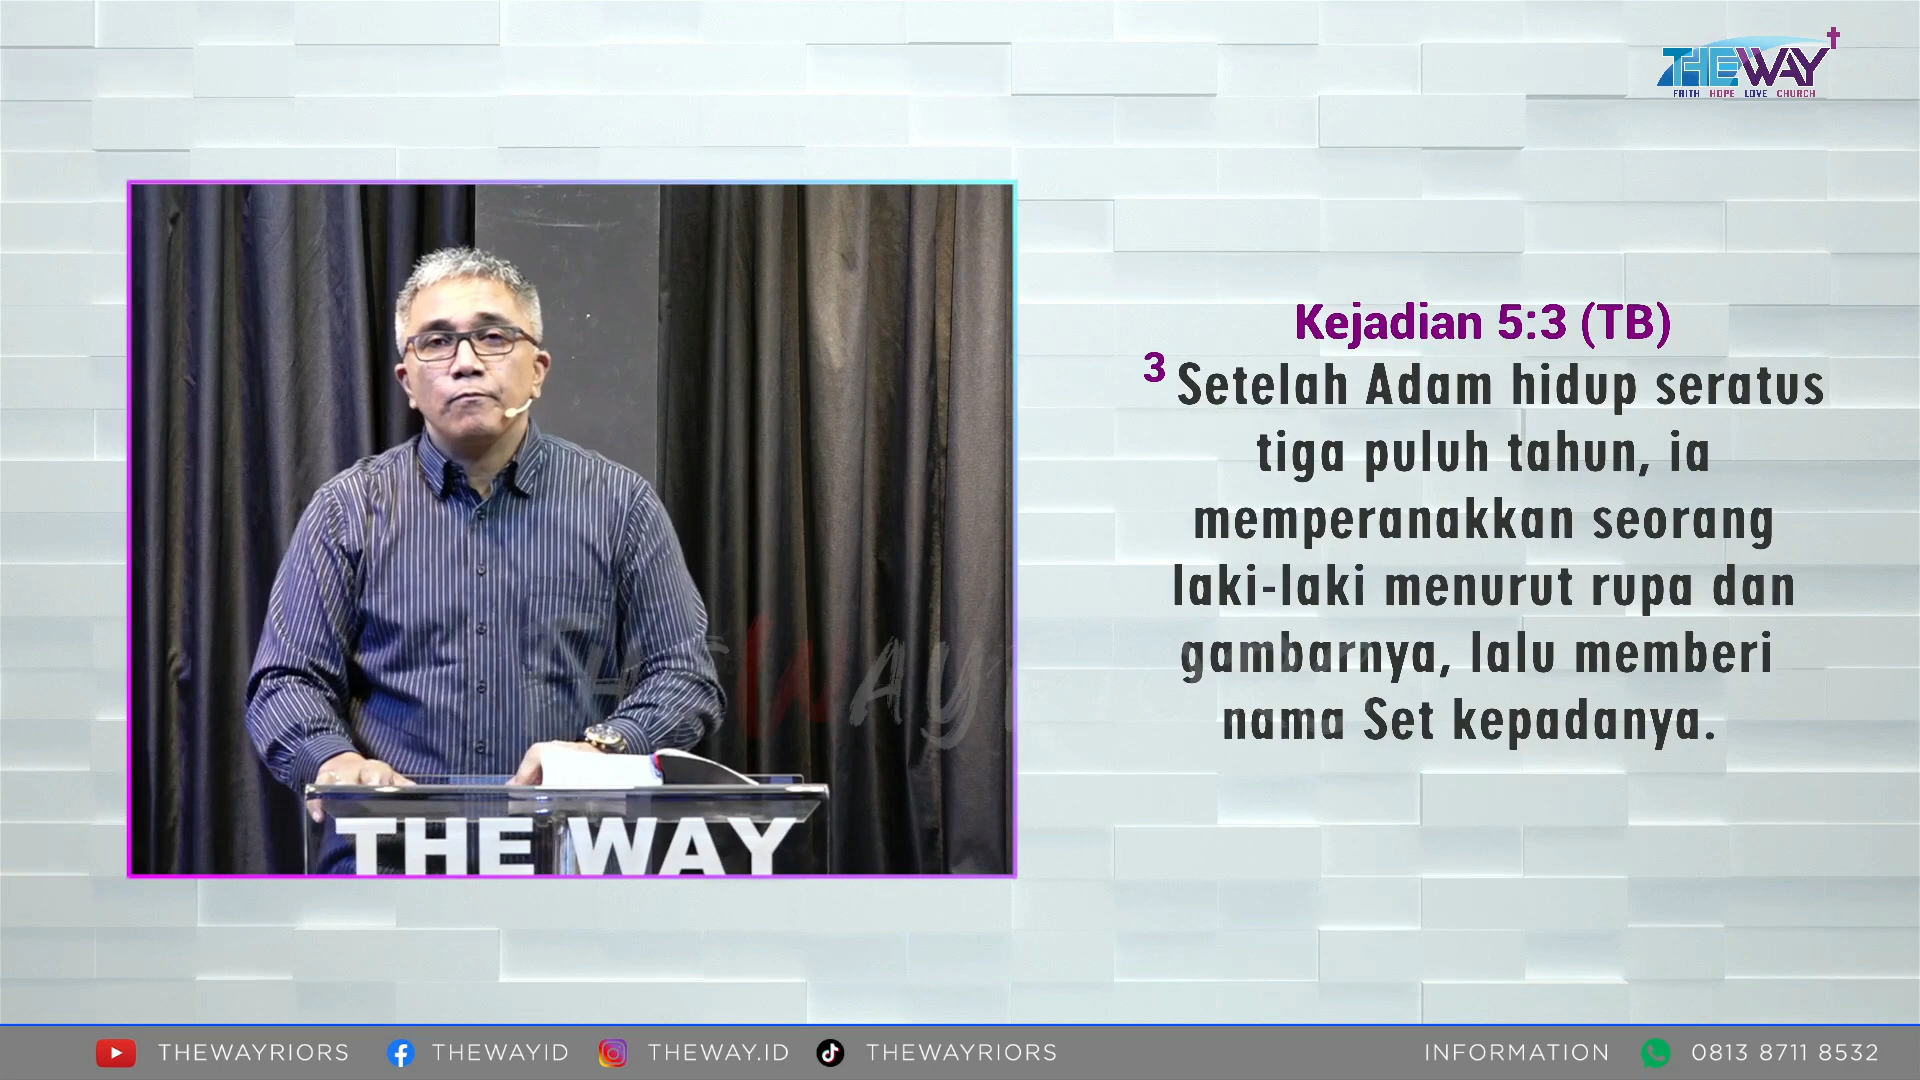 THEWAY
FAITH HOPE LOVE CHURCH
Kejadian 5:3 (TB)
3 Setelah Adam hidup seratus
tiga puluh tahun, ia
memperanakkan seorang
laki-laki menurut rupa dan
gambarnya, lalu memberi
nama Set kepadanya.
THE WAY
THEWAYRIORS THEWAYID THEWAY.ID THEWAYRIORS INFORMATION 0813 8711 8532